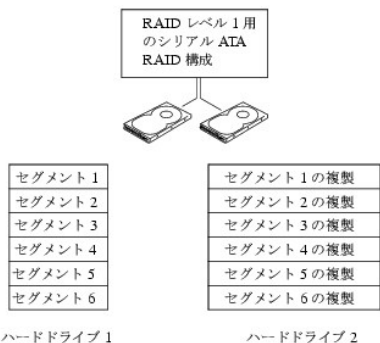 RAID レベル 1 用
のシリアル ATA
RAID 構成
セグメント 1
セグメント 2
セグメント 3
セグメント 4
セグメント 5
セグメント 6
ハードドライブ 1
セグメント 1 の複製
セグメント 2 の複製
セグメント 3 の複製
セグメント 4 の複製
セグメント 5 の複製
セグメント 6 の複製
ハードドライブ 2